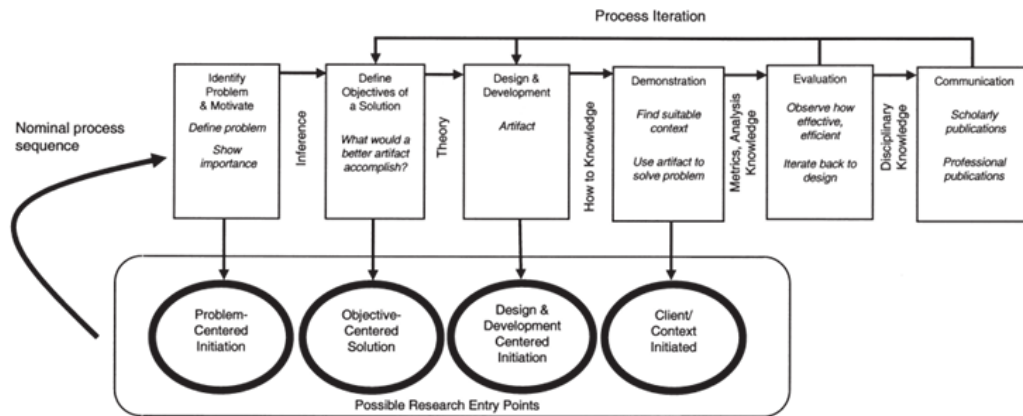 Process Iteration
Nominal process
sequence
Identify
Problem
& Motivate
Define problem
Show
importance
Inference
Define
Objectives of
a Solution
What would a
better artifact
accomplish?
Theory
Design &
Development
Artifact
How to Knowledge
Demonstration
Find suitable
context
Use artifact to
solve problem
Metrics, Analysis
Knowledge
Evaluation
Observe how
effective,
efficient
Iterate back to
design
Disciplinary
Knowledge
Communication
Scholarly
publications
Professional
publications
Problem-
Centered
Initiation
Objective-
Centered
Solution
Design &
Development
Centered
Initiation
Client/
Context
Initiated
Possible Research Entry Points